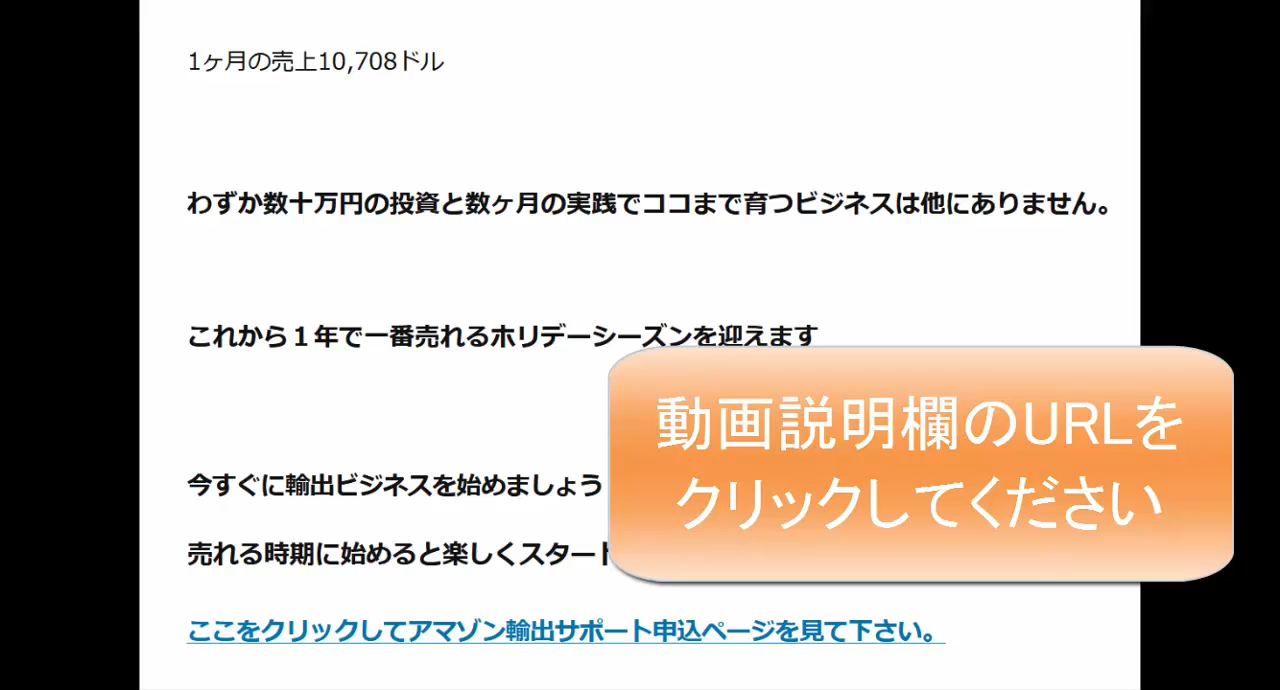 1ヶ月の売上10,708ドル
わずか数十万円の投資と数ヶ月の実践でココまで育つビジネスは他にありません。
これから１年で一番売れるホリデーシーズンを迎えます
動画説明欄のURLを
クリックしてください
今すぐに輸出ビジネスを始めましょう
売れる時期に始めると楽しくスタート
ここをクリックしてアマゾン輸出サポート申込ページを見て下さい。